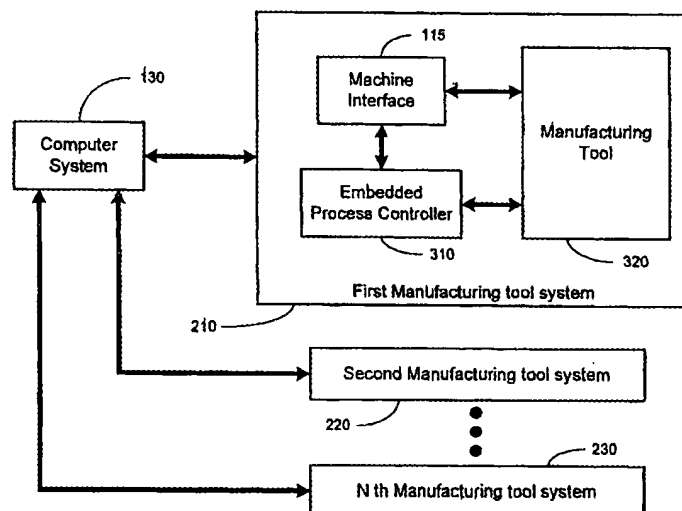 115
130
Machine
Interface
Computer
System
Manufacturing
Tool
Embedded
Process Controller
310
320
First Manufacturing tool system
210
Second Manufacturing tool system
220
230
N th Manufacturing tool system